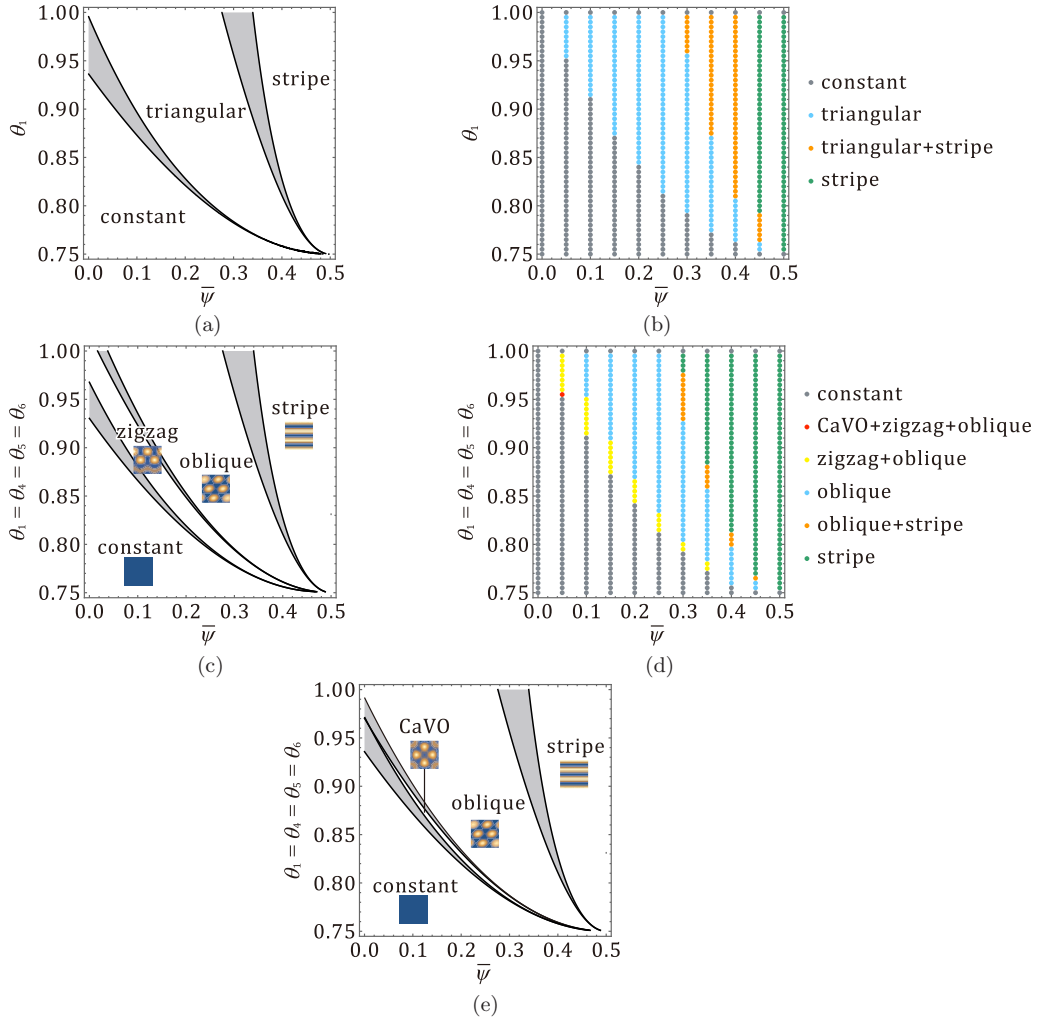 1.00
0.95
0.90
0.85
0.80
0.75
θ₁
stripe
triangular
constant
0.0 0.1 0.2 0.3 0.4 0.5
ψ̅
(a)
1.00
0.95
0.90
0.85
0.80
0.75
θ₁
0.0 0.1 0.2 0.3 0.4 0.5
ψ̅
(b)
constant
triangular
triangular+stripe
stripe
1.00
0.95
0.90
0.85
0.80
0.75
θ₁ = θ₄ = θ₅ = θ₆
stripe
zigzag
oblique
constant
0.0 0.1 0.2 0.3 0.4 0.5
ψ̅
(c)
1.00
0.95
0.90
0.85
0.80
0.75
θ₁ = θ₄ = θ₅ = θ₆
0.0 0.1 0.2 0.3 0.4 0.5
ψ̅
(d)
constant
CaVO+zigzag+oblique
zigzag+oblique
oblique
oblique+stripe
stripe
1.00
0.95
0.90
0.85
0.80
0.75
θ₁ = θ₄ = θ₅ = θ₆
CaVO
stripe
oblique
constant
0.0 0.1 0.2 0.3 0.4 0.5
ψ̅
(e)